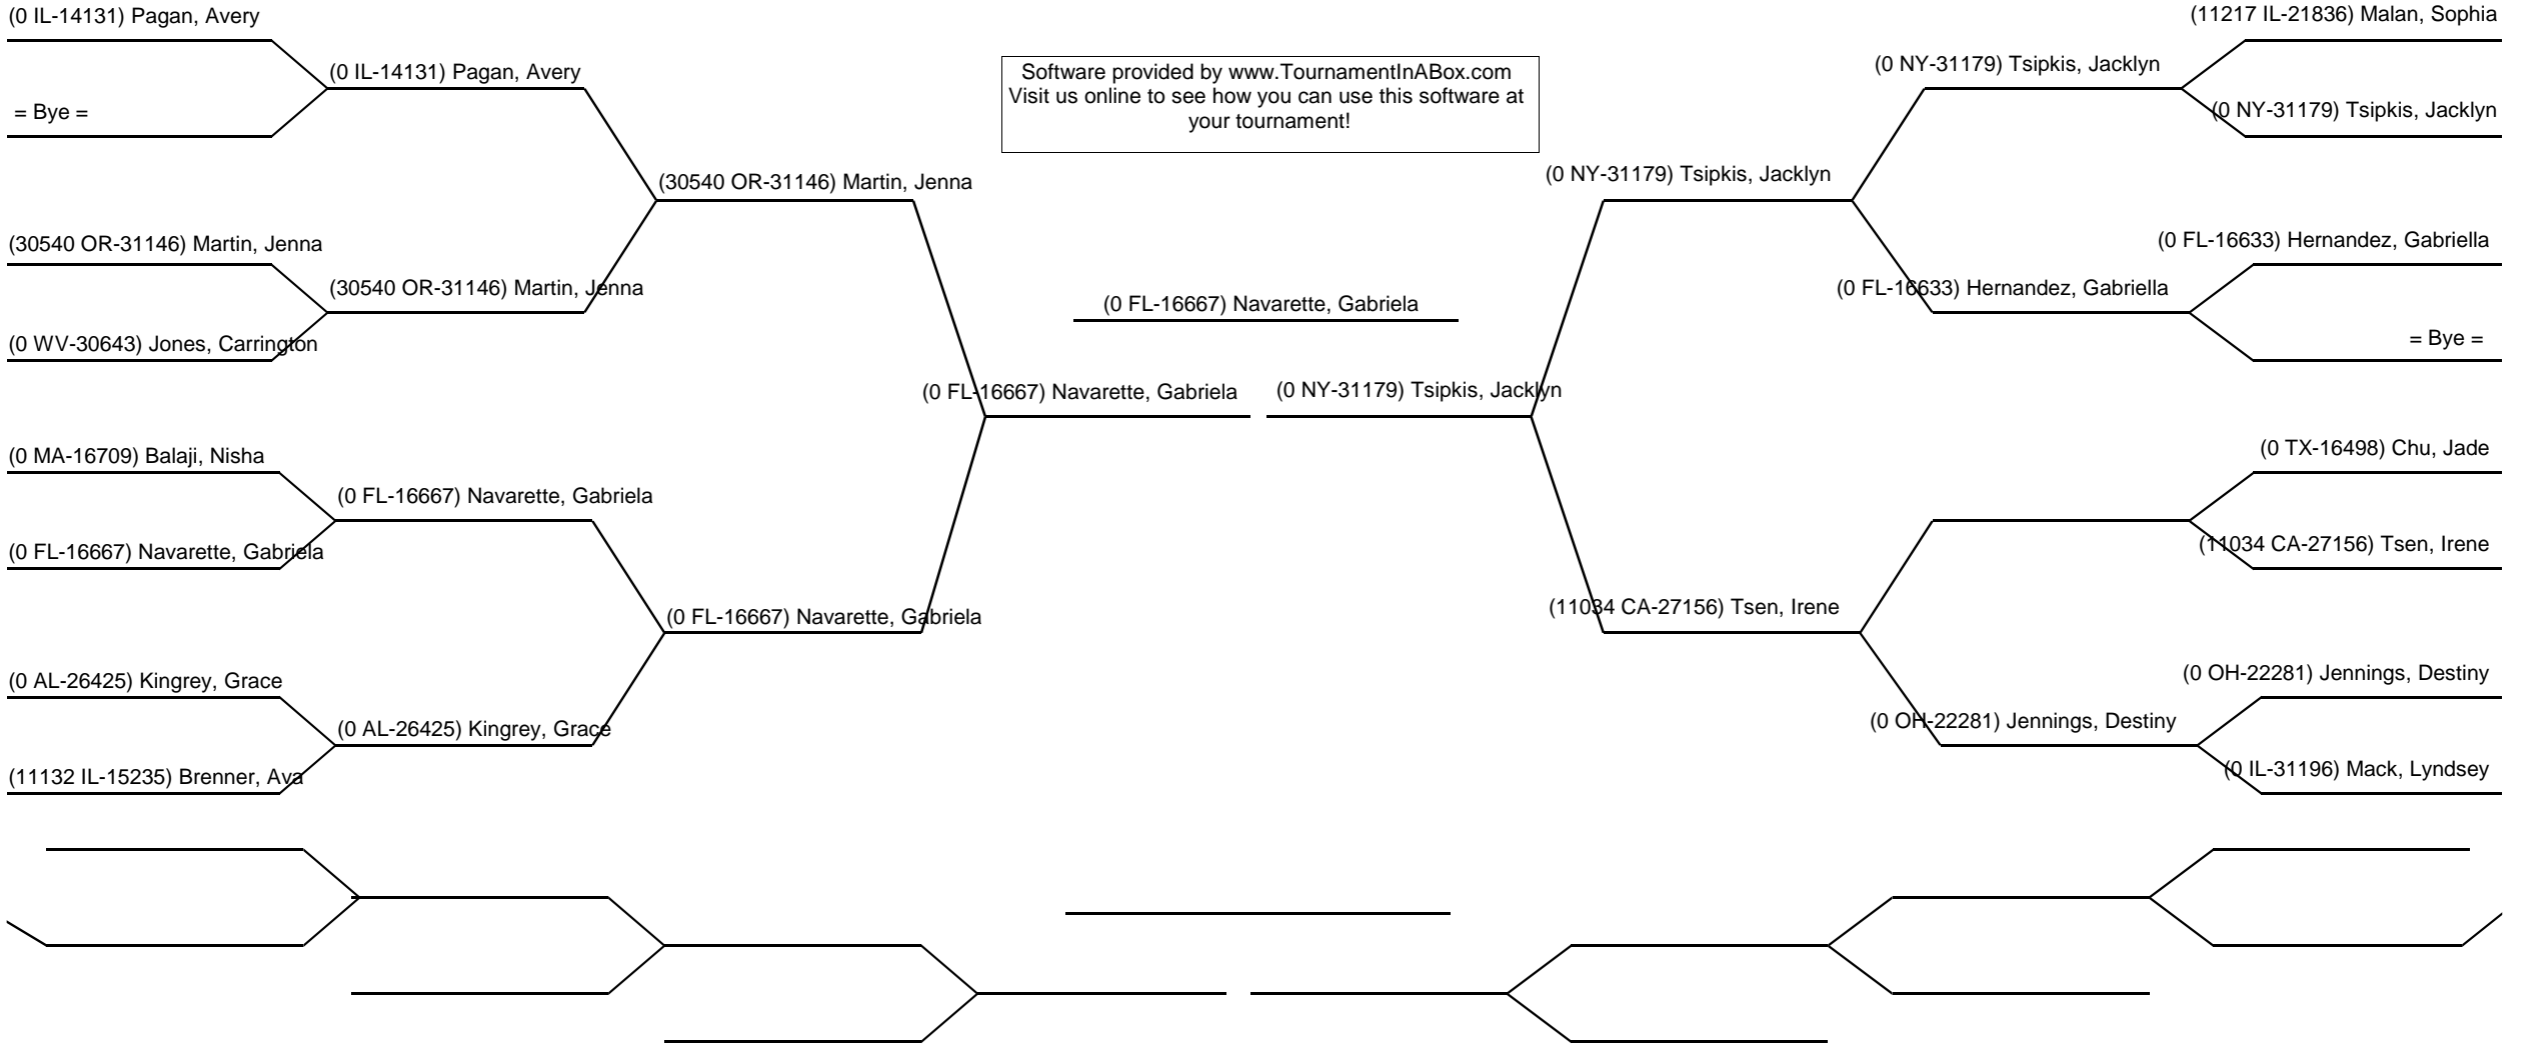 (0 IL-14131) Pagan, Avery
= Bye =
(30540 OR-31146) Martin, Jenna
(0 WV-30643) Jones, Carrington
(0 MA-16709) Balaji, Nisha
(0 FL-16667) Navarette, Gabriela
(0 AL-26425) Kingrey, Grace
(11132 IL-15235) Brenner, Ava
(0 IL-14131) Pagan, Avery
(30540 OR-31146) Martin, Jenna
(0 FL-16667) Navarette, Gabriela
(0 AL-26425) Kingrey, Grace
(30540 OR-31146) Martin, Jenna
(0 FL-16667) Navarette, Gabriela
(0 FL-16667) Navarette, Gabriela
Software provided by www.TournamentInABox.com
Visit us online to see how you can use this software at
your tournament!
(0 FL-16667) Navarette, Gabriela
(0 NY-31179) Tsipkis, Jacklyn
(0 NY-31179) Tsipkis, Jacklyn
(11034 CA-27156) Tsen, Irene
(0 NY-31179) Tsipkis, Jacklyn
(0 FL-16633) Hernandez, Gabriella
(0 OH-22281) Jennings, Destiny
(11217 IL-21836) Malan, Sophia
(0 NY-31179) Tsipkis, Jacklyn
(0 FL-16633) Hernandez, Gabriella
= Bye =
(0 TX-16498) Chu, Jade
(11034 CA-27156) Tsen, Irene
(0 OH-22281) Jennings, Destiny
(0 IL-31196) Mack, Lyndsey